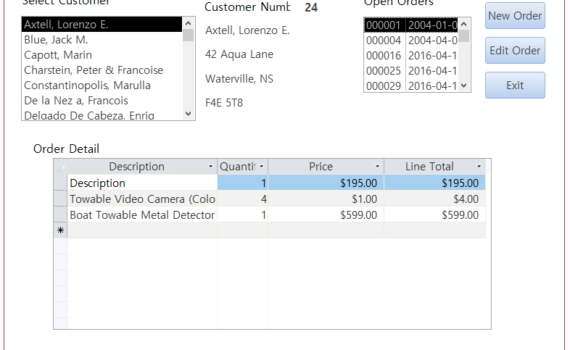 Select Customer
Axtell, Lorenzo E.
Blue, Jack M.
Capott, Marin
Charstein, Peter & Francoise
Constantinopolis, Marulla
De la Nez a, Francois
Delgado De Cabeza, Enriq
Customer Numb 24
Axtell, Lorenzo E.
42 Aqua Lane
Waterville, NS
F4E 5T8
Open Orders
000001 2004-01-0
000004 2004-04-0
000016 2016-04-1
000025 2016-04-1
000029 2016-04-1
New Order
Edit Order
Exit
Order Detail
Description Quantit Price Line Total
Description 1 $195.00 $195.00
Towable Video Camera (Colo 4 $1.00 $4.00
Boat Towable Metal Detector 1 $599.00 $599.00